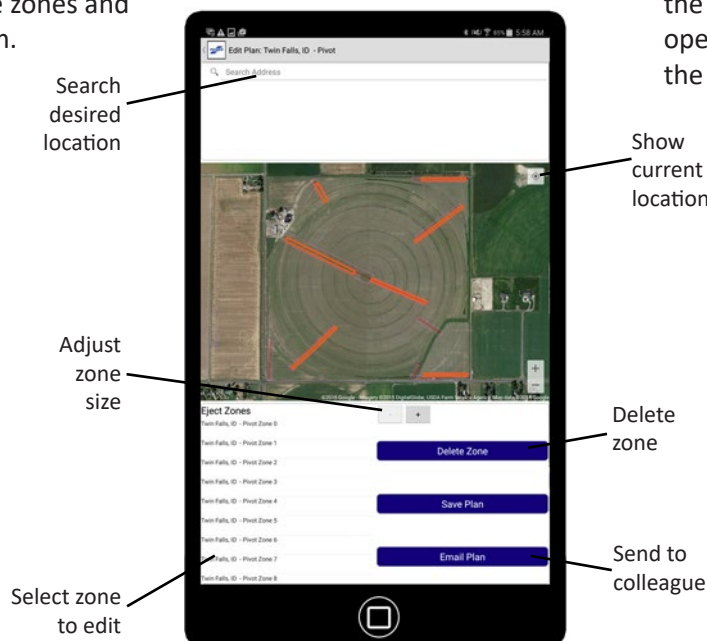 e zones and
n.
the
ope
the
Search
desired
location
5:58 AM
Edit Plan: Twin Falls, ID - Pivot
Search Address
Show
current
location
Adjust
zone
size
Eject Zones
- +
Twin Falls, ID - Pivot Zone 0
Twin Falls, ID - Pivot Zone 1
Delete Zone
Twin Falls, ID - Pivot Zone 2
Twin Falls, ID - Pivot Zone 3
Twin Falls, ID - Pivot Zone 4
Save Plan
Twin Falls, ID - Pivot Zone 5
Twin Falls, ID - Pivot Zone 6
Twin Falls, ID - Pivot Zone 7
Email Plan
Twin Falls, ID - Pivot Zone 8
Delete
zone
Send to
colleague
Select zone
to edit